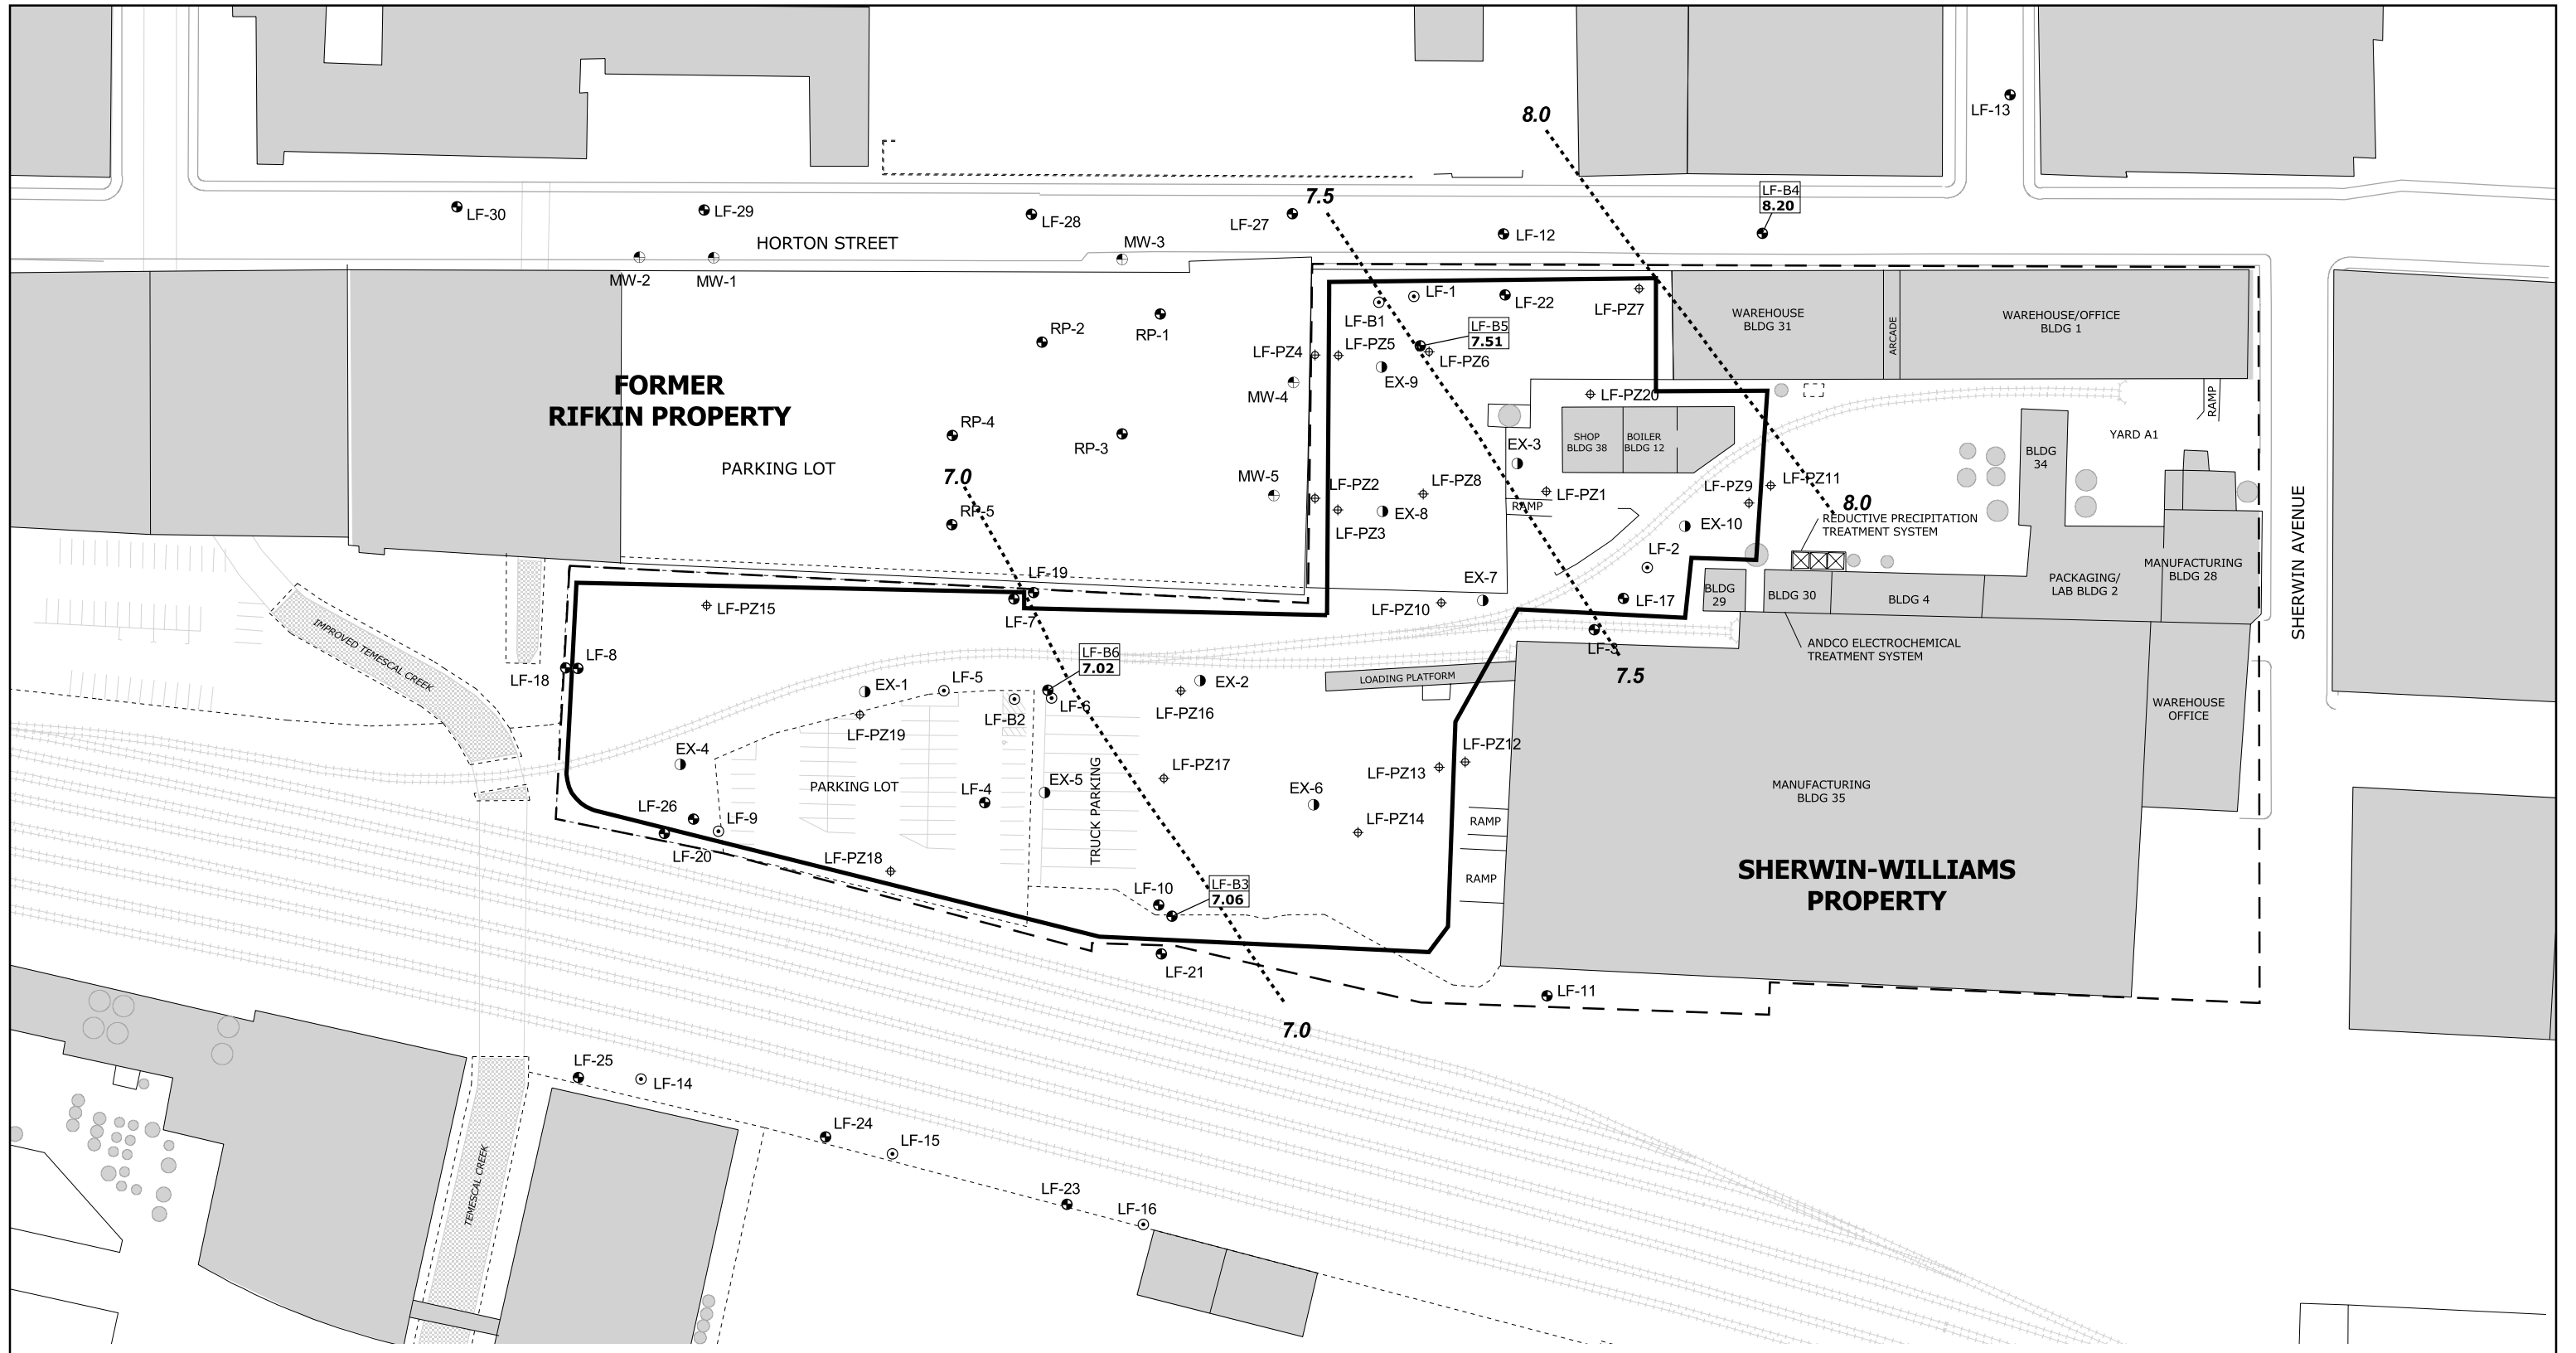 LF-13
8.0
7.5
LF-B4
8.20
LF-30
LF-29
LF-28
LF-27
LF-12
HORTON STREET
MW-3
MW-2
MW-1
LF-1
LF-22
LF-PZ7
LF-B1
LF-B5
7.51
RP-2
RP-1
WAREHOUSE
BLDG 31
ARCADE
WAREHOUSE/OFFICE
BLDG 1
LF-PZ4
LF-PZ5
LF-PZ6
EX-9
MW-4
LF-PZ20
FORMER
RIFKIN PROPERTY
RAMP
RP-4
RP-3
SHOP
BLDG 38
BOILER
BLDG 12
EX-3
YARD A1
BLDG
34
PARKING LOT
7.0
MW-5
LF-PZ2
LF-PZ8
LF-PZ1
LF-PZ9
LF-PZ11
RP-5
LF-PZ3
EX-8
RAMP
EX-10
8.0
REDUCTIVE PRECIPITATION
TREATMENT SYSTEM
SHERWIN AVENUE
LF-2
LF-19
EX-7
LF-PZ10
LF-17
BLDG
29
BLDG 30
BLDG 4
PACKAGING/
LAB BLDG 2
MANUFACTURING
BLDG 28
LF-PZ15
LF-7
IMPROVED TEMESCAL CREEK
LF-8
LF-18
LF-B6
7.02
LF-3
7.5
ANDCO ELECTROCHEMICAL
TREATMENT SYSTEM
LOADING PLATFORM
EX-1
LF-5
LF-B2
LF-6
EX-2
LF-PZ16
LF-PZ19
WAREHOUSE
OFFICE
EX-4
LF-PZ12
LF-PZ13
LF-PZ17
PARKING LOT
LF-4
EX-5
TRUCK PARKING
EX-6
MANUFACTURING
BLDG 35
LF-26
LF-9
LF-20
LF-PZ14
RAMP
LF-PZ18
RAMP
SHERWIN-WILLIAMS
PROPERTY
LF-10
LF-B3
7.06
LF-21
LF-11
7.0
LF-25
LF-14
LF-24
LF-15
TEMESCAL CREEK
LF-23
LF-16